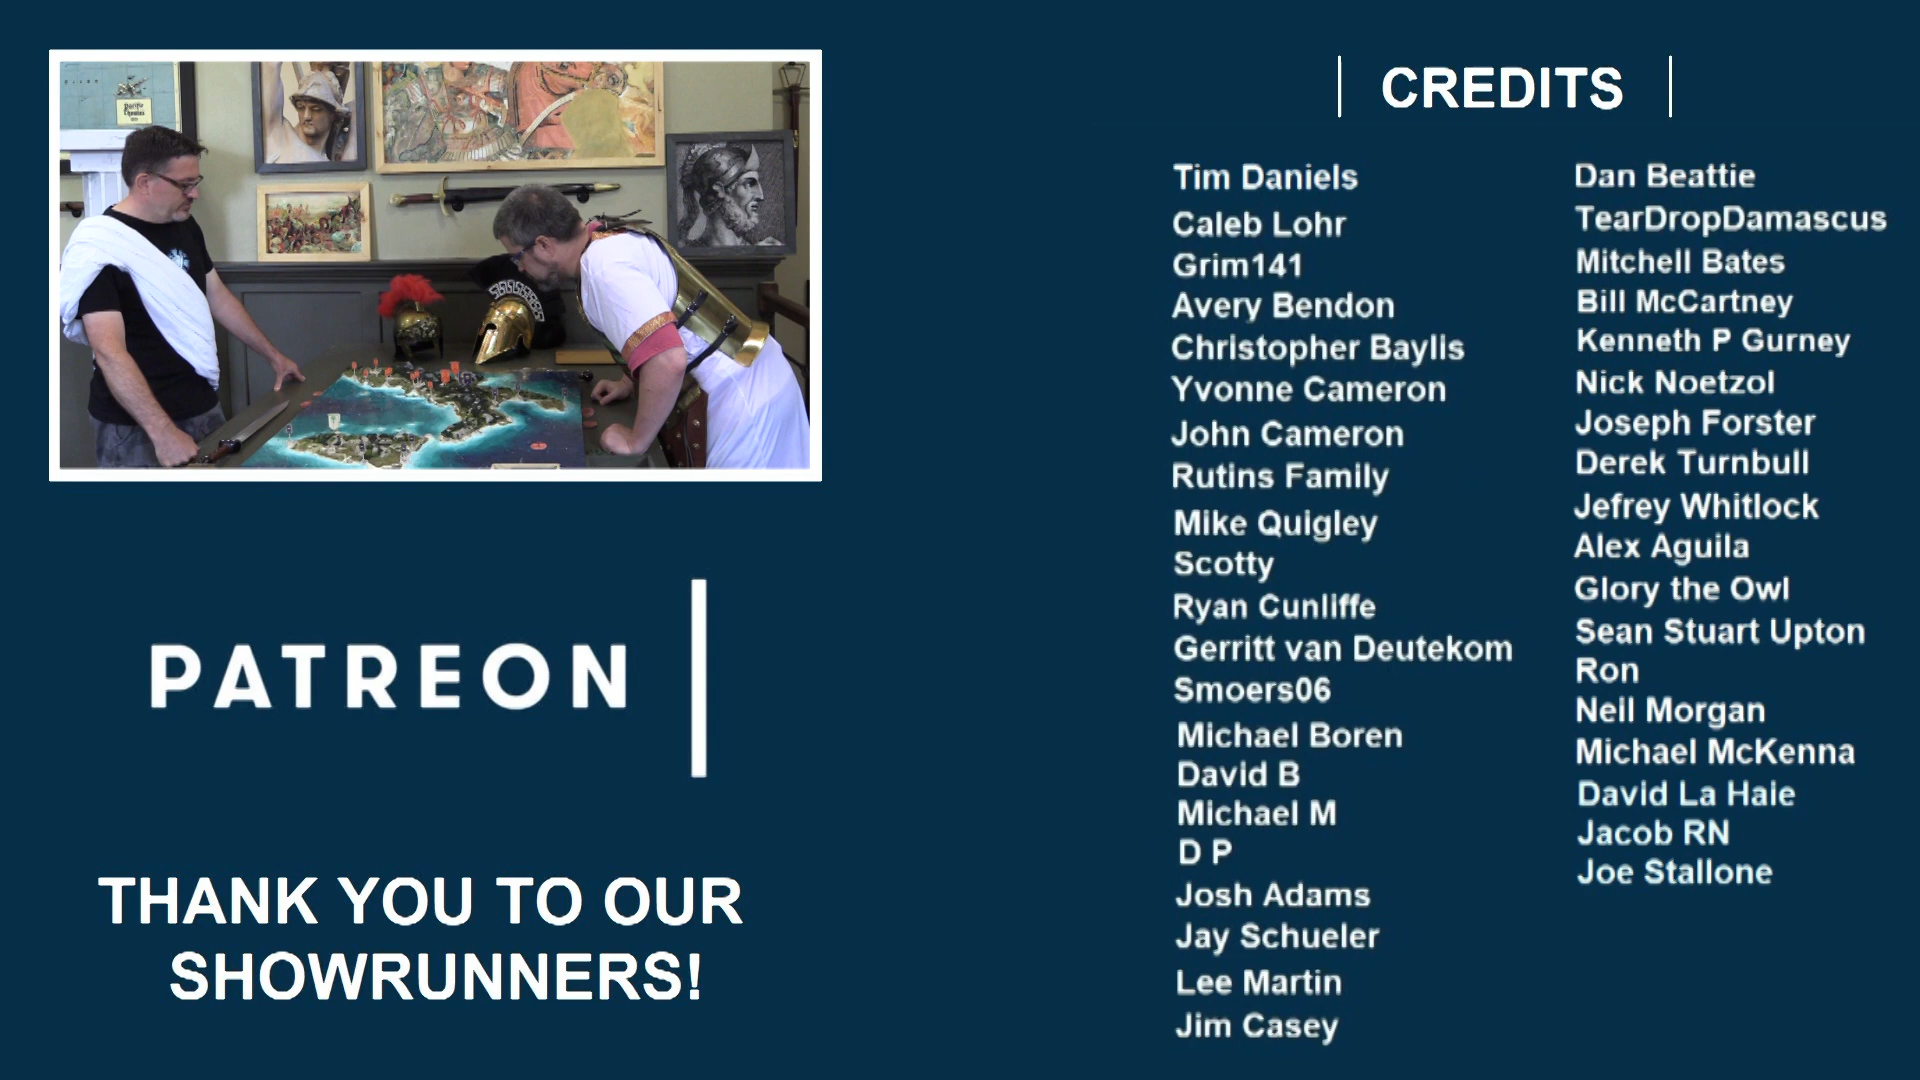 Pacific
Theatre
PATREON
THANK YOU TO OUR
SHOWRUNNERS!
CREDITS
Tim Daniels
Caleb Lohr
Grim141
Avery Bendon
Christopher Baylis
Yvonne Cameron
John Cameron
Rutins Family
Mike Quigley
Scotty
Ryan Cunliffe
Gerritt van Deutekom
Smoers06
Michael Boren
David B
Michael M
D P
Josh Adams
Jay Schueler
Lee Martin
Jim Casey
Dan Beattie
TearDropDamascus
Mitchell Bates
Bill McCartney
Kenneth P Gurney
Nick Noetzol
Joseph Forster
Derek Turnbull
Jefrey Whitlock
Alex Aguila
Glory the Owl
Sean Stuart Upton
Ron
Neil Morgan
Michael McKenna
David La Haie
Jacob RN
Joe Stallone